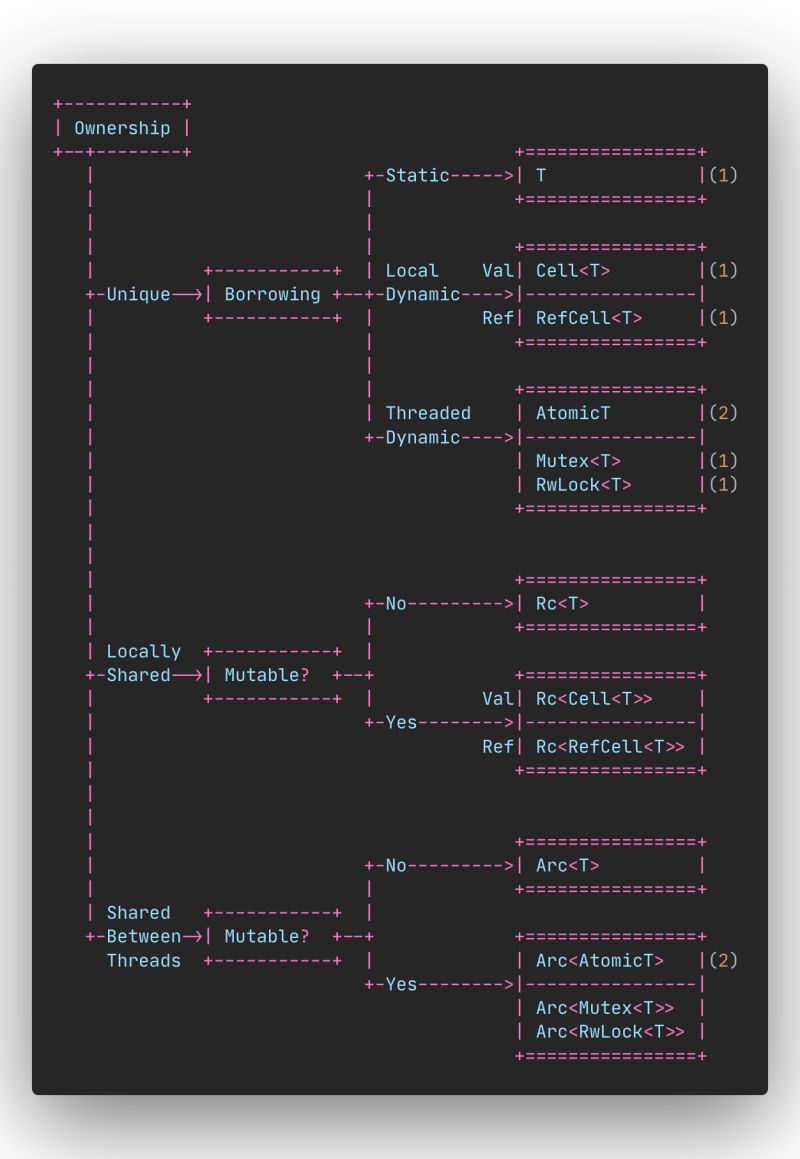 +-----------+
| Ownership |
+--+--------+                              +================+
   |                         +-Static----->| T              |(1)
   |                         |             +================+
   |                         |
   |                         |             +================+
   |          +------------+ | Local    Val| Cell<T>        |(1)
   +-Unique-->| Borrowing  +-+-Dynamic---->|----------------|
   |          +------------+ |          Ref| RefCell<T>     |(1)
   |                         |             +================+
   |                         |
   |                         |             +================+
   |                         | Threaded    | AtomicT        |(2)
   |                         +-Dynamic---->|----------------|
   |                                       | Mutex<T>       |(1)
   |                                       | RwLock<T>      |(1)
   |                                       +================+
   |
   |
   |                                       +================+
   |                         +-No--------->| Rc<T>          |
   |                         |             +================+
   | Locally  +------------+ |
   +-Shared-->| Mutable?   +-+             +================+
   |          +------------+ |          Val| Rc<Cell<T>>    |
   |                         +-Yes-------->|----------------|
   |                                    Ref| Rc<RefCell<T>> |
   |                                       +================+
   |
   |
   |                                       +================+
   |                         +-No--------->| Arc<T>         |
   |                         |             +================+
   | Shared   +------------+ |
   +-Between->| Mutable?   +-+             +================+
     Threads  +------------+ |             | Arc<AtomicT>   |(2)
                             +-Yes-------->|----------------|
                                           | Arc<Mutex<T>>  |
                                           | Arc<RwLock<T>> |
                                           +================+